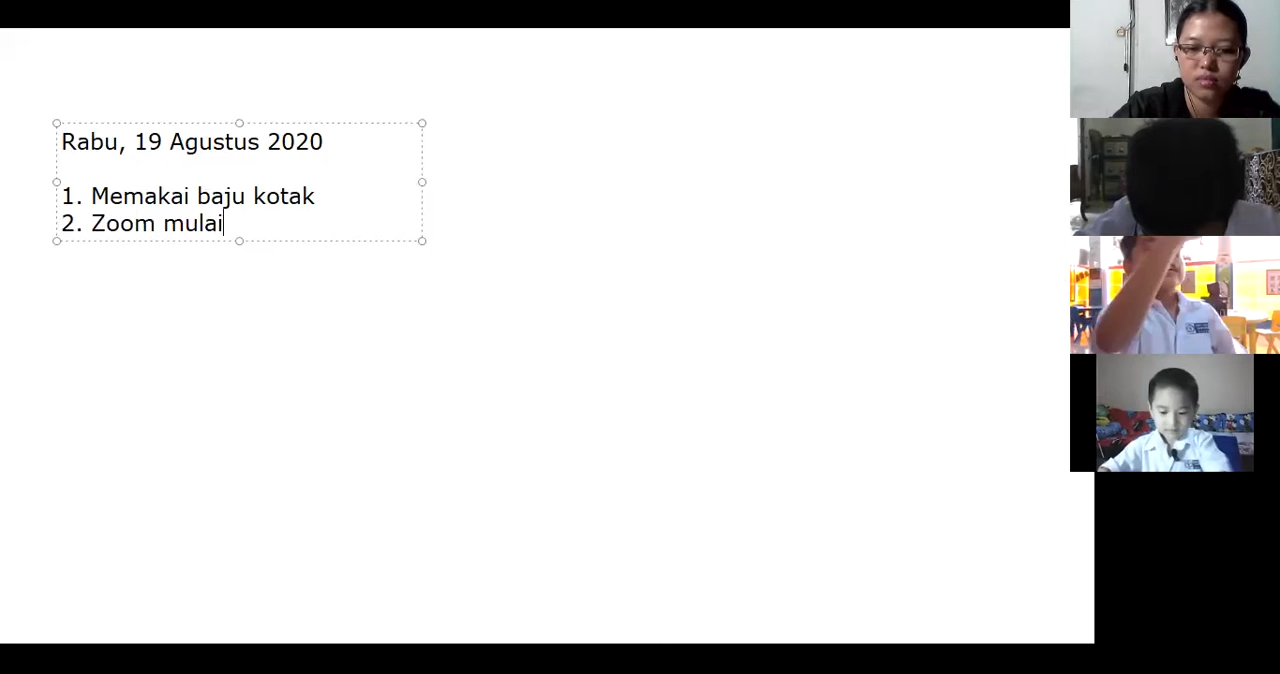 Rabu, 19 Agustus 2020
1. Memakai baju kotak
2. Zoom mulai